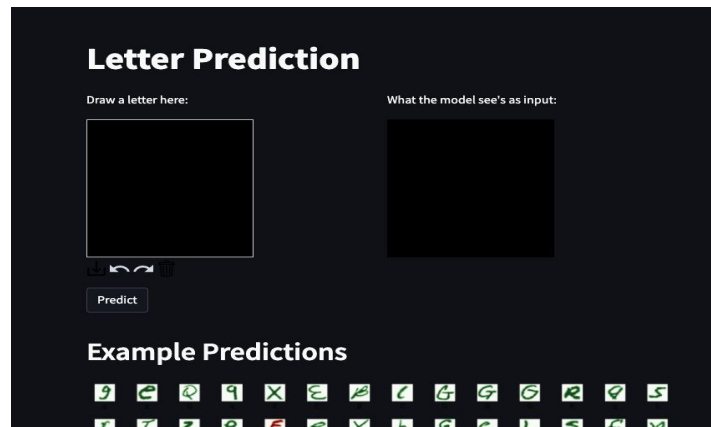 Letter Prediction
Draw a letter here:
What the model see's as input:
Predict
Example Predictions